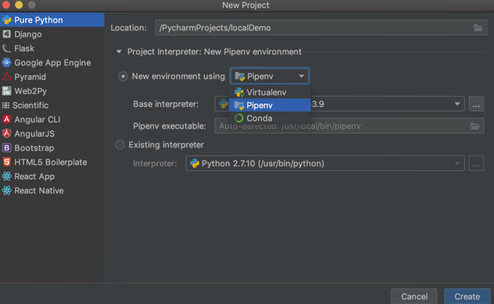 New Project
Pure Python
Django
Flask
Google App Engine
Pyramid
Web2Py
Scientific
Angular CLI
AngularJS
Bootstrap
HTML5 Boilerplate
React App
React Native
Location: /PycharmProjects/localDemo
Project Interpreter: New Pipenv environment
New environment using Pipenv
Virtualenv
Base interpreter: Pipenv 3.9 ...
Conda
Pipenv executable: Auto-detected: /usr/local/bin/pipenv
Existing interpreter
Interpreter: Python 2.7.10 (/usr/bin/python) ...
Cancel Create